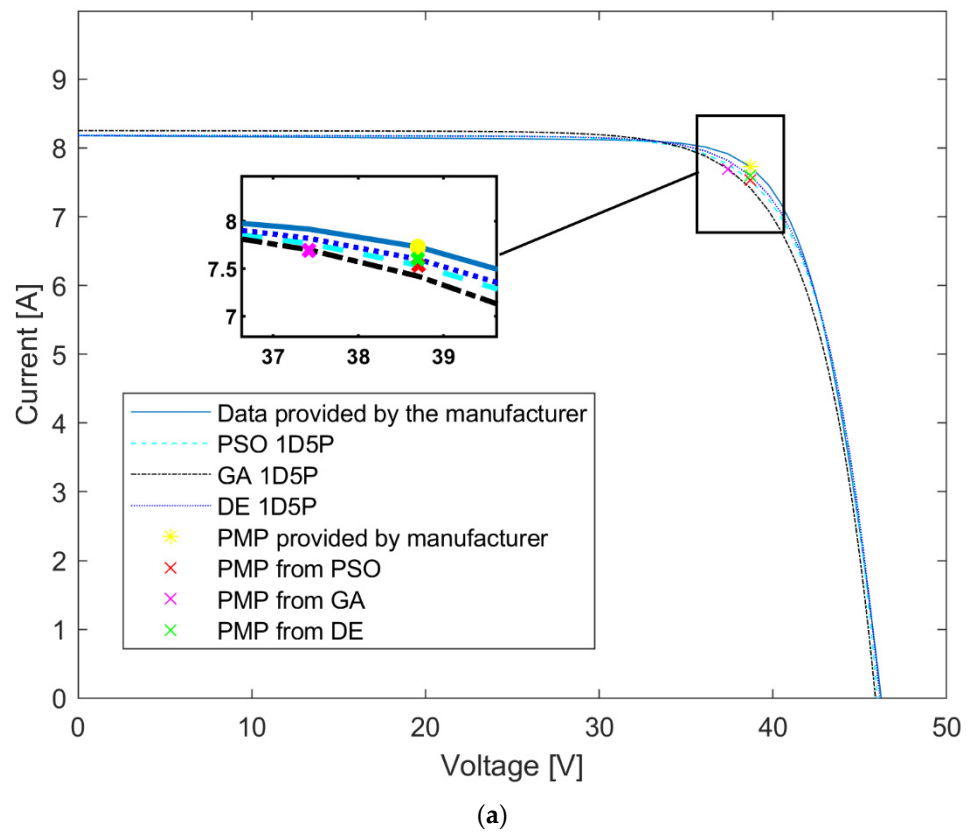 9
8
7
6
5
4
3
2
1
0
Current [A]
8
7.5
7
37 38 39
Data provided by the manufacturer
PSO 1D5P
GA 1D5P
DE 1D5P
PMP provided by manufacturer
PMP from PSO
PMP from GA
PMP from DE
0 10 20 30 40 50
Voltage [V]
(a)